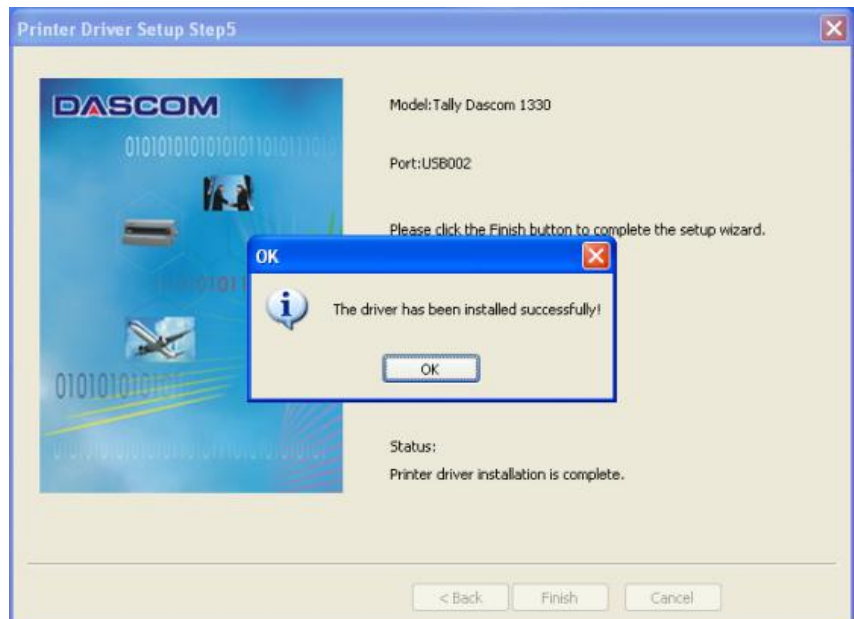 Printer Driver Setup Step5
DASCOM
Model:Tally Dascom 1330
Port:USB002
Please click the Finish button to complete the setup wizard.
OK
The driver has been installed successfully!
OK
Status:
Printer driver installation is complete.
< Back
Finish
Cancel